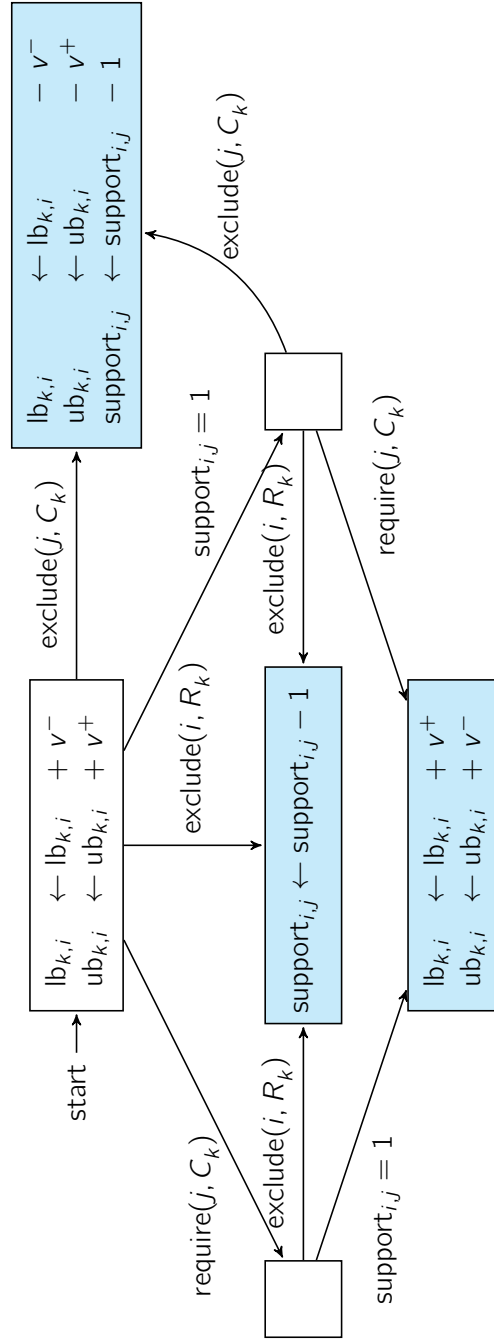 start
lb_{k,i} ← lb_{k,i} + v^-
ub_{k,i} ← ub_{k,i} + v^+
exclude(j, C_k)
lb_{k,i} ← lb_{k,i} − v^-
ub_{k,i} ← ub_{k,i} − v^+
support_{i,j} ← support_{i,j} − 1
require(j, C_k)
exclude(i, R_k)
support_{i,j} = 1
exclude(j, C_k)
exclude(i, R_k)
support_{i,j} ← support_{i,j} − 1
exclude(i, R_k)
support_{i,j} = 1
require(j, C_k)
lb_{k,i} ← lb_{k,i} + v^+
ub_{k,i} ← ub_{k,i} + v^-